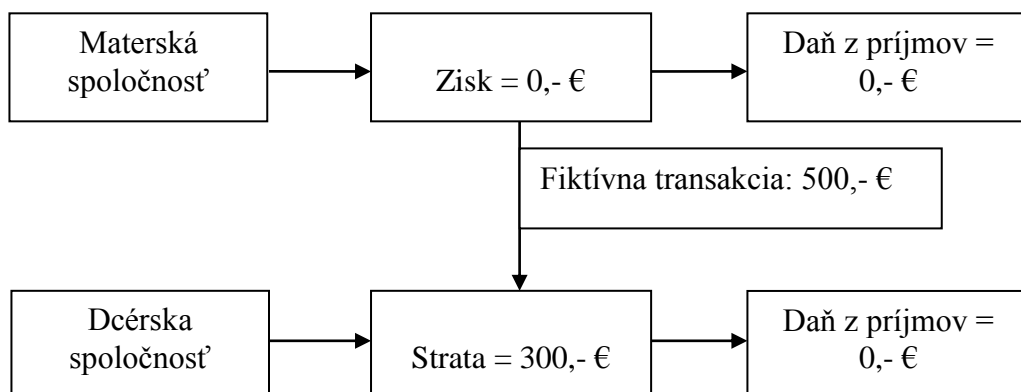 Materská
spoločnosť
Zisk = 0,- €
Daň z príjmov =
0,- €
Fiktívna transakcia: 500,- €
Dcérska
spoločnosť
Strata = 300,- €
Daň z príjmov =
0,- €